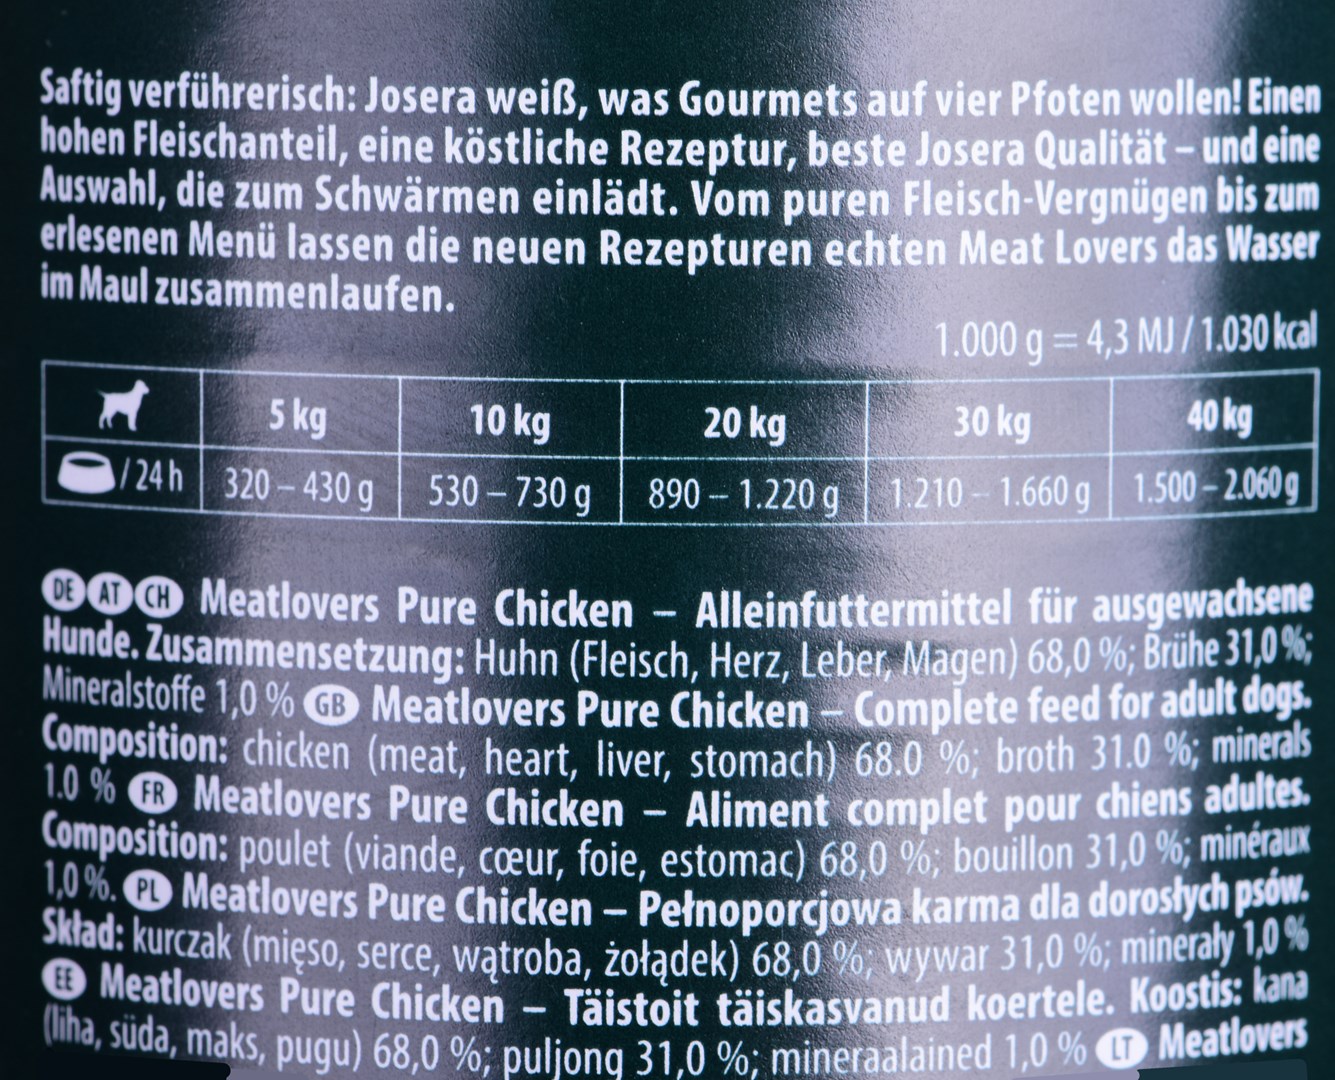 Saftig verführerisch: Josera weiß, was Gourmets auf vier Pfoten wollen! Einen
hohen Fleischanteil, eine köstliche Rezeptur, beste Josera Qualität – und eine
Auswahl, die zum Schwärmen einlädt. Vom puren Fleisch-Vergnügen bis zum
erlesenen Menü lassen die neuen Rezepturen echten Meat Lovers das Wasser
im Maul zusammenlaufen.
1.000 g = 4,3 MJ / 1.030 kcal
5 kg 10 kg 20 kg 30 kg 40 kg
/ 24 h 320 – 430 g 530 – 730 g 890 – 1.220 g 1.210 – 1.660 g 1.500 – 2.060 g
DE AT CH Meatlovers Pure Chicken – Alleinfuttermittel für ausgewachsene
Hunde. Zusammensetzung: Huhn (Fleisch, Herz, Leber, Magen) 68,0 %; Brühe 31,0 %;
Mineralstoffe 1,0 % GB Meatlovers Pure Chicken – Complete feed for adult dogs.
Composition: chicken (meat, heart, liver, stomach) 68.0 %; broth 31.0 %; minerals
1.0 % FR Meatlovers Pure Chicken – Aliment complet pour chiens adultes.
Composition: poulet (viande, cœur, foie, estomac) 68,0 %; bouillon 31,0 %; minéraux
1,0 %. PL Meatlovers Pure Chicken – Pełnoporcjowa karma dla dorosłych psów.
Skład: kurczak (mięso, serce, wątroba, żołądek) 68,0 %; wywar 31,0 %; minerały 1,0 %
EE Meatlovers Pure Chicken – Täistoit täiskasvanud koertele. Koostis: kana
(liha, süda, maks, pugu) 68,0 %; puljong 31,0 %; mineraalained 1,0 % LT Meatlovers